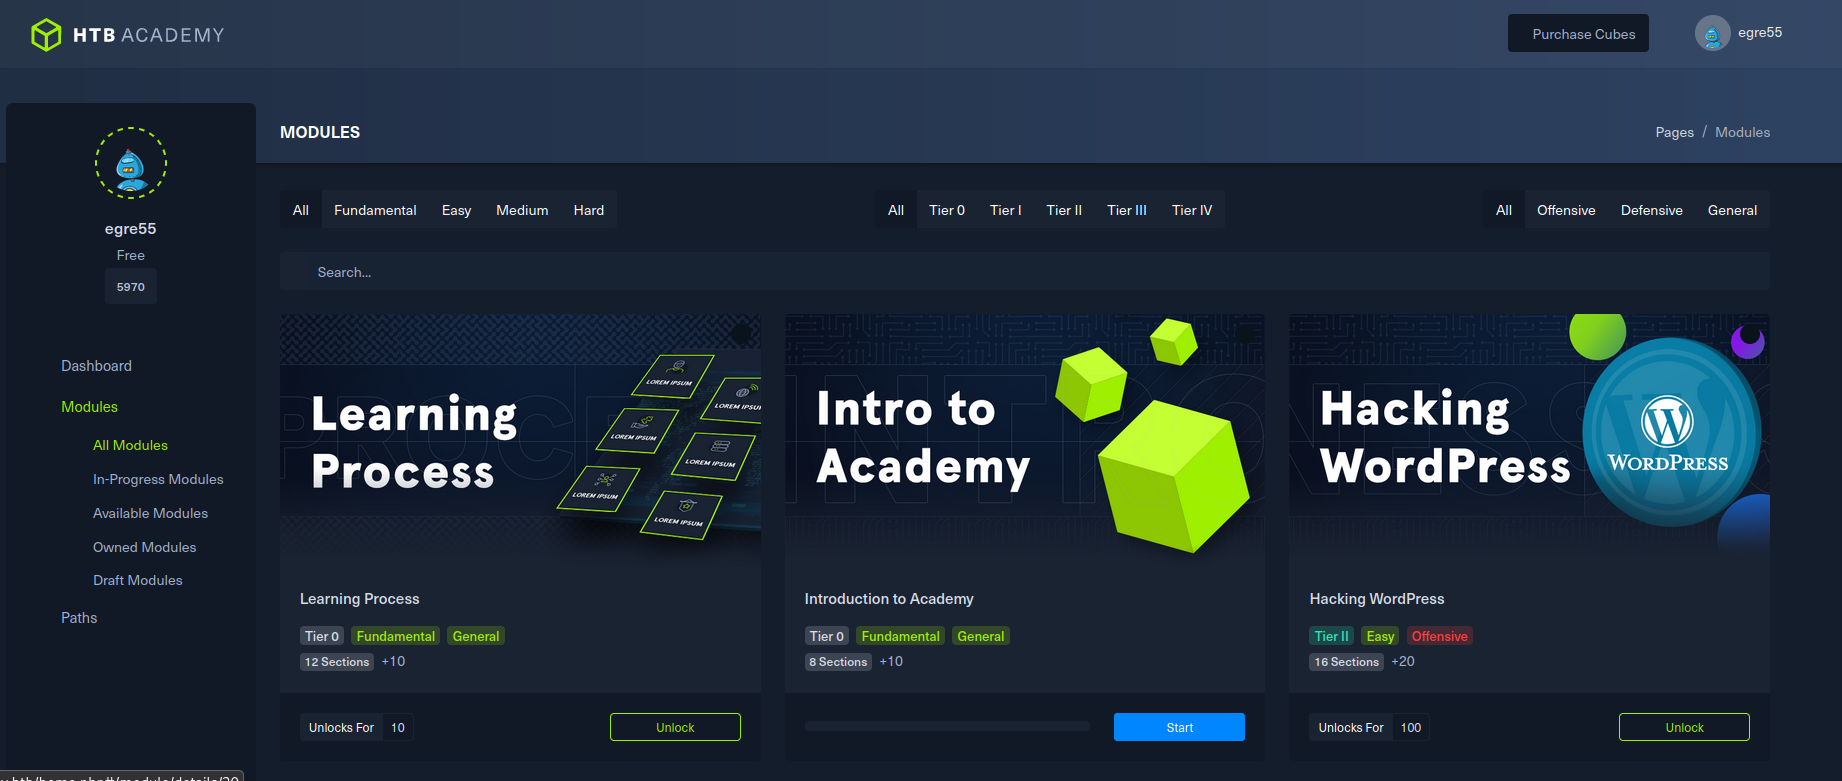 HTB ACADEMY
Purchase Cubes
egre55
MODULES
Pages / Modules
egre55
Free
5970
Dashboard
Modules
All Modules
In-Progress Modules
Available Modules
Owned Modules
Draft Modules
Paths
All Fundamental Easy Medium Hard
All Tier 0 Tier I Tier II Tier III Tier IV
All Offensive Defensive General
Search...
Learning
Process
LOREM IPSUM
LOREM IPSUM
LOREM IPSUM
LOREM IPSUM
LOREM IPSUM
LOREM IPSUM
Learning Process
Tier 0 Fundamental General
12 Sections +10
Unlocks For 10
Unlock
Intro to
Academy
Introduction to Academy
Tier 0 Fundamental General
8 Sections +10
Start
Hacking
WordPress
WORDPRESS
Hacking WordPress
Tier II Easy Offensive
16 Sections +20
Unlocks For 100
Unlock